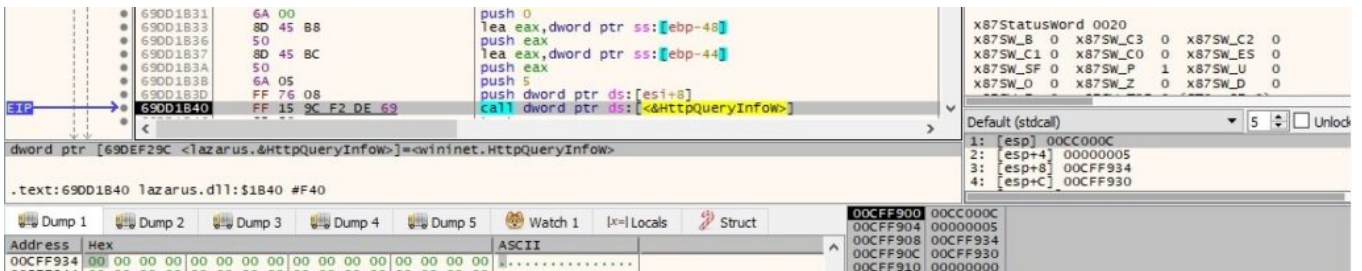 69DD1B31 6A 00 push 0
69DD1B33 8D 45 B8 lea eax,dword ptr ss:[ebp-48]
69DD1B36 50 push eax
69DD1B37 8D 45 BC lea eax,dword ptr ss:[ebp-44]
69DD1B3A 50 push eax
69DD1B3B 6A 05 push 5
69DD1B3D FF 76 08 push dword ptr ds:[esi+8]
EIP 69DD1B40 FF 15 9C F2 DE 69 call dword ptr ds:[<&HttpQueryInfoW>]
x87StatusWord 0020
x87SW_B 0 x87SW_C3 0 x87SW_C2 0
x87SW_C1 0 x87SW_C0 0 x87SW_ES 0
x87SW_SF 0 x87SW_P 1 x87SW_U 0
x87SW_O 0 x87SW_Z 0 x87SW_D 0
Default (stdcall) 5 Unlock
1: [esp] 00CC000C
2: [esp+4] 00000005
3: [esp+8] 00CFF934
4: [esp+C] 00CFF930
dword ptr [69DEF29C <lazarus.&HttpQueryInfoW>]=<wininet.HttpQueryInfoW>
.text:69DD1B40 lazarus.dll:$1B40 #F40
Dump 1 Dump 2 Dump 3 Dump 4 Dump 5 Watch 1 [x=] Locals Struct
Address Hex ASCII
00CFF934 00 00 00 00 00 00 00 00 00 00 00 00 00 00 00 00 ................
00CFF900 00CC000C
00CFF904 00000005
00CFF908 00CFF934
00CFF90C 00CFF930
00CFF910 00000000